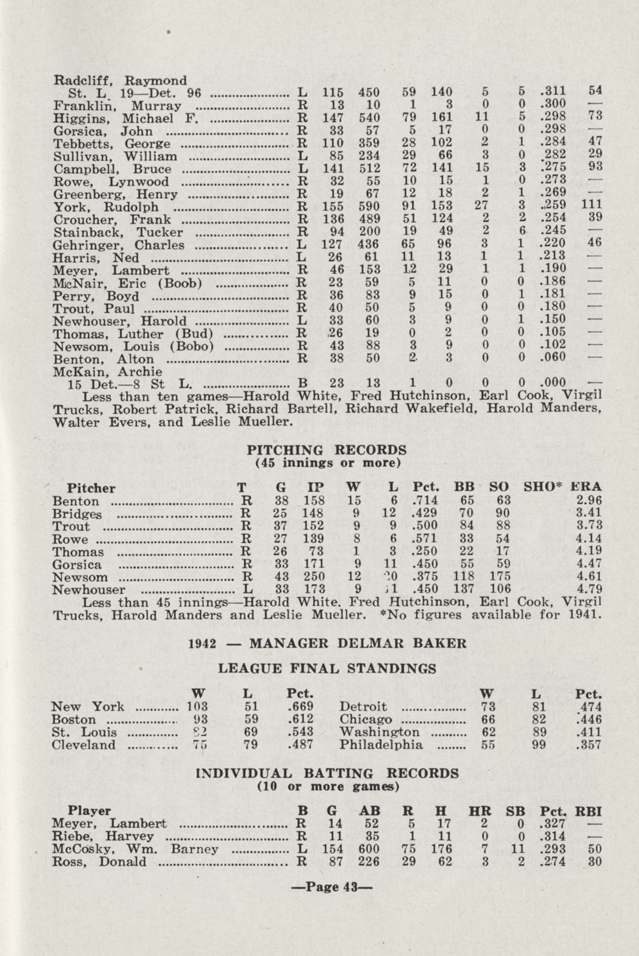 Radcliff, Raymond
St. L. 19—Det. 96 ........................ L 115 450 59 140 5 5 .311 54
Franklin, Murray ........................ R 13 10 1 3 0 0 .300 —
Higgins, Michael F. ........................ R 147 540 79 161 11 5 .298 73
Gorsica, John ........................ R 33 57 5 17 0 0 .298 —
Tebbetts, George ........................ R 110 359 28 102 2 1 .284 47
Sullivan, William ........................ L 85 234 29 66 3 0 .282 29
Campbell, Bruce ........................ L 141 512 72 141 15 3 .275 93
Rowe, Lynwood ........................ R 32 55 10 15 1 0 .273 —
Greenberg, Henry ........................ R 19 67 12 18 2 1 .269 —
York, Rudolph ........................ R 155 590 91 153 27 3 .259 111
Croucher, Frank ........................ R 136 489 51 124 2 2 .254 39
Stainback, Tucker ........................ R 94 200 19 49 2 6 .245 —
Gehringer, Charles ........................ L 127 436 65 96 3 1 .220 46
Harris, Ned ........................ L 26 61 11 13 1 1 .213 —
Meyer, Lambert ........................ R 46 153 12 29 1 1 .190 —
McNair, Eric (Boob) ........................ R 23 59 5 11 0 0 .186 —
Perry, Boyd ........................ R 36 83 9 15 0 1 .181 —
Trout, Paul ........................ R 40 50 5 9 0 0 .180 —
Newhouser, Harold ........................ L 33 60 3 9 0 1 .150 —
Thomas, Luther (Bud) ........................ R 26 19 0 2 0 0 .105 —
Newsom, Louis (Bobo) ........................ R 43 88 3 9 0 0 .102 —
Benton, Alton ........................ R 38 50 2 3 0 0 .060 —
McKain, Archie
15 Det.—8 St L. ........................ B 23 13 1 0 0 0 .000 —
Less than ten games—Harold White, Fred Hutchinson, Earl Cook, Virgil
Trucks, Robert Patrick, Richard Bartell, Richard Wakefield, Harold Manders,
Walter Evers, and Leslie Mueller.
PITCHING RECORDS
(45 innings or more)
Pitcher T G IP W L Pct. BB SO SHO* ERA
Benton ........................ R 38 158 15 6 .714 65 63 2.96
Bridges ........................ R 25 148 9 12 .429 70 90 3.41
Trout ........................ R 37 152 9 9 .500 84 88 3.73
Rowe ........................ R 27 139 8 6 .571 33 54 4.14
Thomas ........................ R 26 73 1 3 .250 22 17 4.19
Gorsica ........................ R 33 171 9 11 .450 55 59 4.47
Newsom ........................ R 43 250 12 20 .375 118 175 4.61
Newhouser ........................ L 33 173 9 11 .450 137 106 4.79
Less than 45 innings—Harold White, Fred Hutchinson, Earl Cook, Virgil
Trucks, Harold Manders and Leslie Mueller. *No figures available for 1941.
1942 — MANAGER DELMAR BAKER
LEAGUE FINAL STANDINGS
W L Pct. W L Pct.
New York ........... 103 51 .669 Detroit ................ 73 81 .474
Boston ............... 93 59 .612 Chicago ................ 66 82 .446
St. Louis ............ 82 69 .543 Washington .......... 62 89 .411
Cleveland ........... 75 79 .487 Philadelphia ........ 55 99 .357
INDIVIDUAL BATTING RECORDS
(10 or more games)
Player B G AB R H HR SB Pct. RBI
Meyer, Lambert ........................ R 14 52 5 17 2 0 .327 —
Riebe, Harvey ........................ R 11 35 1 11 0 0 .314 —
McCosky, Wm. Barney ................ L 154 600 75 176 7 11 .293 50
Ross, Donald ........................ R 87 226 29 62 3 2 .274 30
—Page 43—